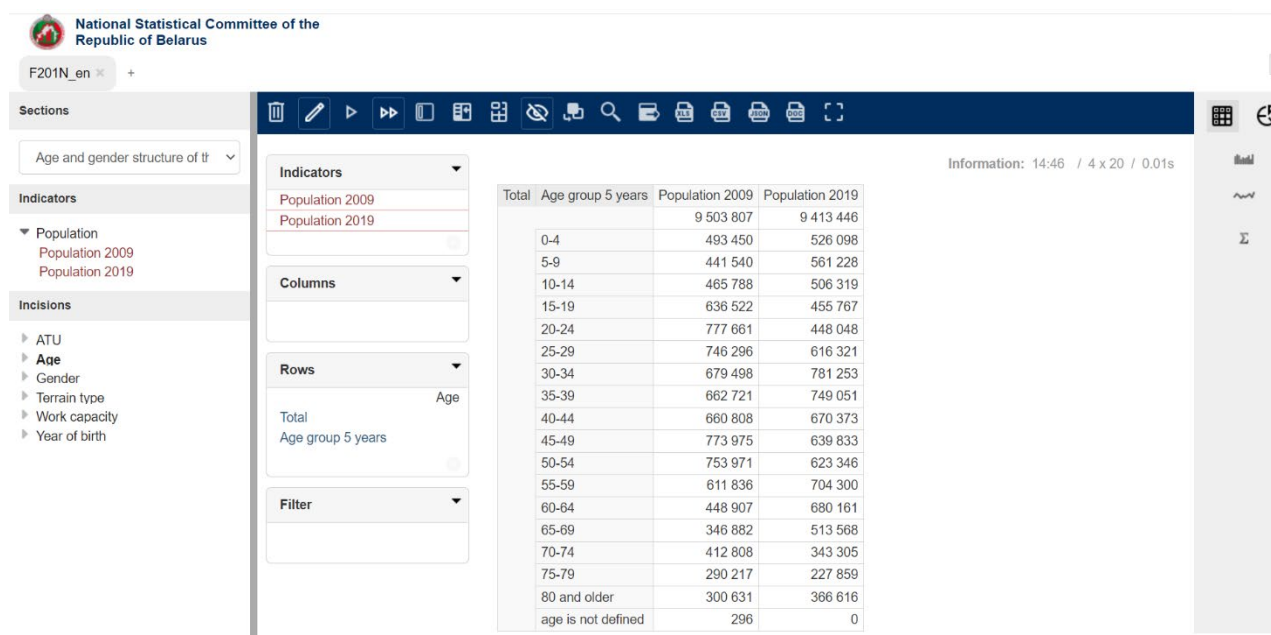 National Statistical Committee of the
Republic of Belarus
F201N_en × +
Sections
Age and gender structure of th
Indicators
Population
Population 2009
Population 2019
Incisions
ATU
Age
Gender
Terrain type
Work capacity
Year of birth
XLS CSV JSON DOC
Indicators
Population 2009
Population 2019
Columns
Rows
Age
Total
Age group 5 years
Filter
Information: 14:46 / 4 x 20 / 0.01s
Total Age group 5 years Population 2009 Population 2019
9 503 807 9 413 446
0-4 493 450 526 098
5-9 441 540 561 228
10-14 465 788 506 319
15-19 636 522 455 767
20-24 777 661 448 048
25-29 746 296 616 321
30-34 679 498 781 253
35-39 662 721 749 051
40-44 660 808 670 373
45-49 773 975 639 833
50-54 753 971 623 346
55-59 611 836 704 300
60-64 448 907 680 161
65-69 346 882 513 568
70-74 412 808 343 305
75-79 290 217 227 859
80 and older 300 631 366 616
age is not defined 296 0
Σ